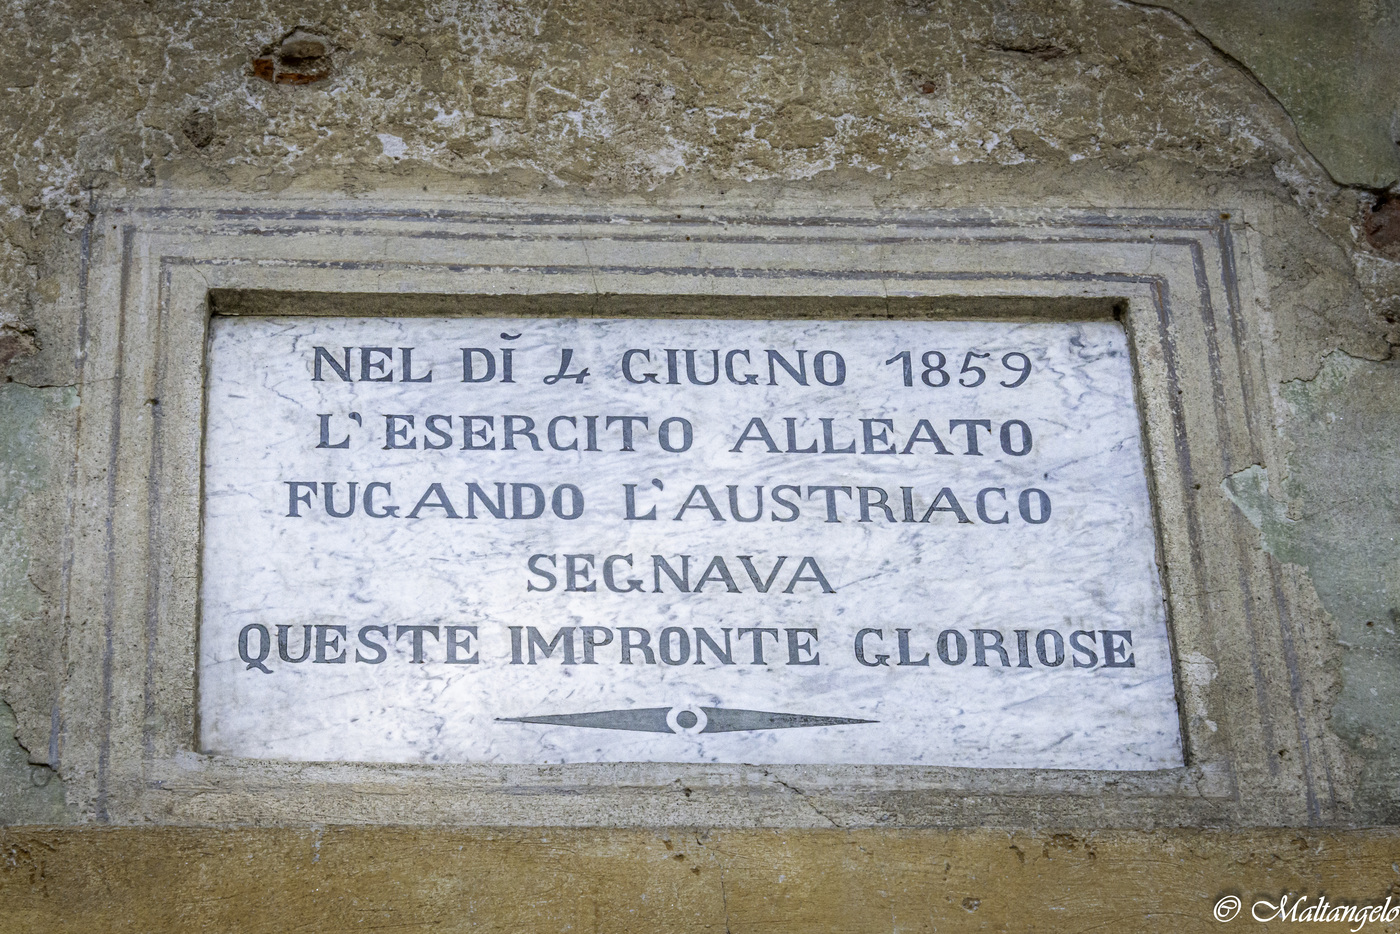 NEL DĬ 4 GIUGNO 1859
L'ESERCITO ALLEATO
FUGANDO L'AUSTRIACO
SEGNAVA
QUESTE IMPRONTE GLORIOSE
© Maltangelo